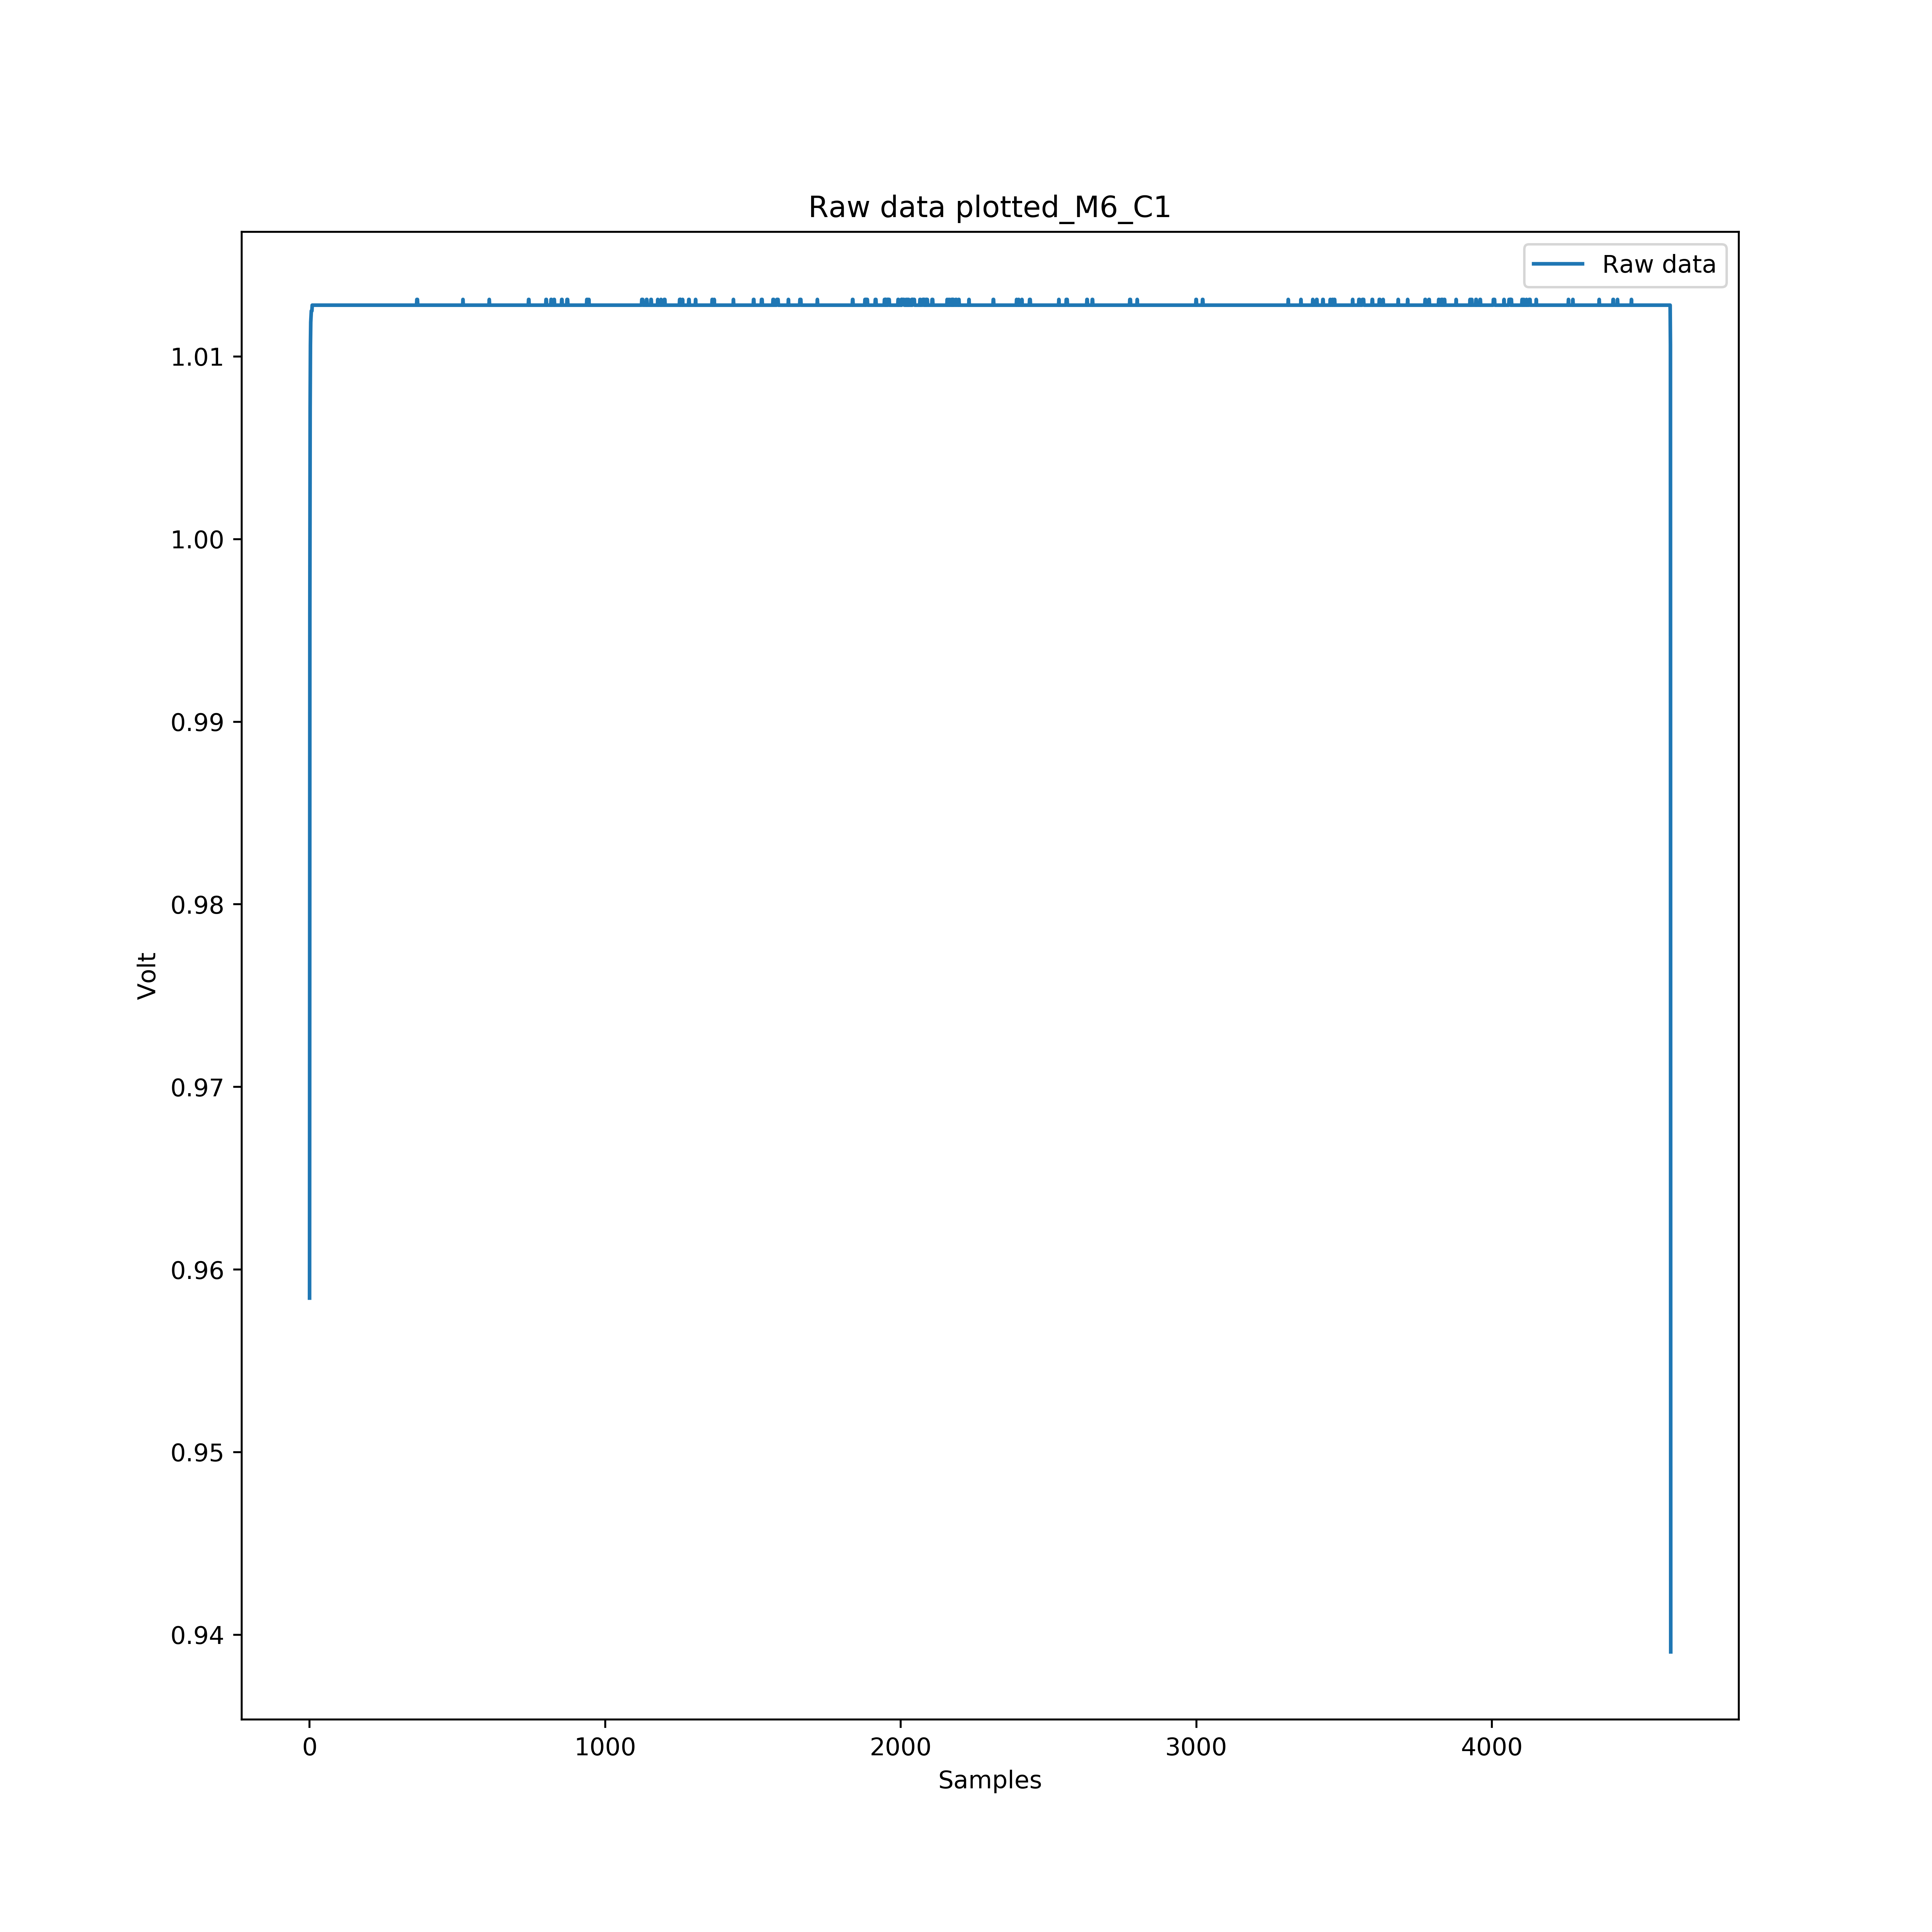 Raw data plotted_M6_C1
Raw data
1.01
1.00
0.99
0.98
0.97
0.96
0.95
0.94
Volt
0 1000 2000 3000 4000
Samples